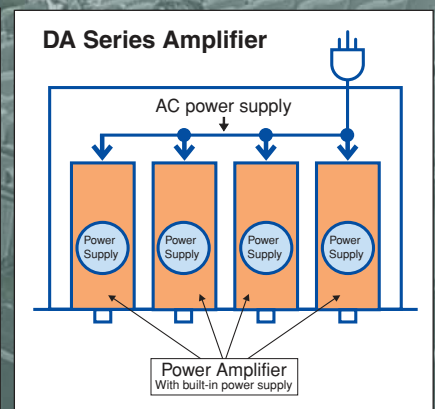 DA Series Amplifier
AC power supply
Power
Supply
Power
Supply
Power
Supply
Power
Supply
Power Amplifier
With built-in power supply